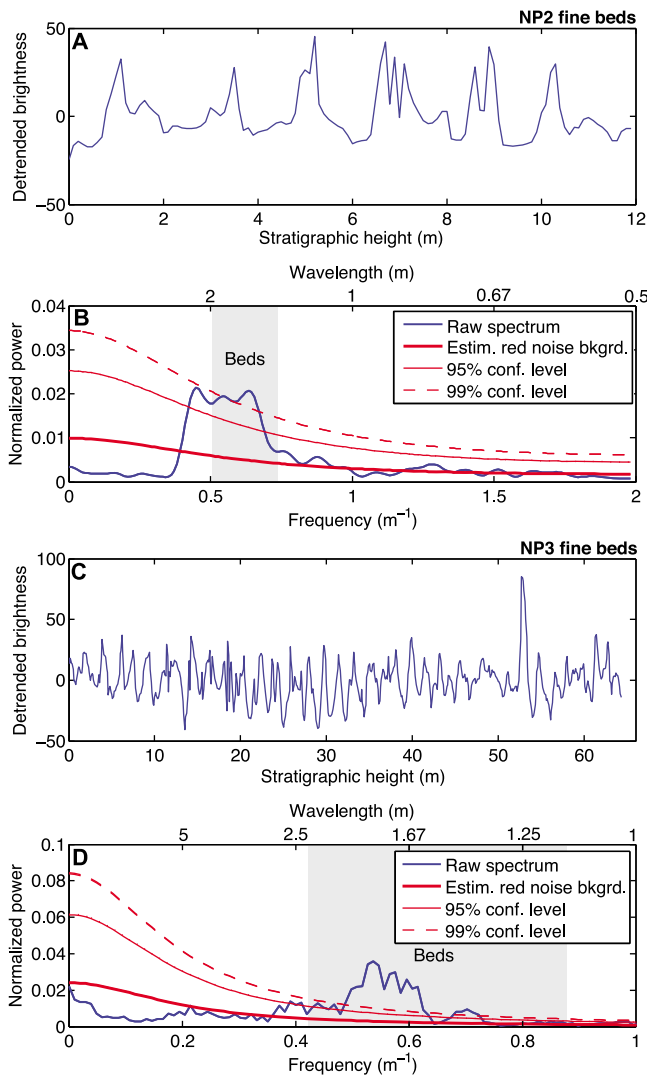 NP2 fine beds
A
50
0
−50
Detrended brightness
0 2 4 6 8 10 12
Stratigraphic height (m)
Wavelength (m)
2 1 0.67 0.5
B
0.04
0.03
0.02
0.01
0
Normalized power
Beds
Raw spectrum
Estim. red noise bkgrd.
95% conf. level
99% conf. level
0 0.5 1 1.5 2
Frequency (m⁻¹)
NP3 fine beds
C
100
50
0
−50
Detrended brightness
0 10 20 30 40 50 60
Stratigraphic height (m)
Wavelength (m)
5 2.5 1.67 1.25 1
D
0.1
0.08
0.06
0.04
0.02
0
Normalized power
Raw spectrum
Estim. red noise bkgrd.
95% conf. level
99% conf. level
Beds
0 0.2 0.4 0.6 0.8 1
Frequency (m⁻¹)